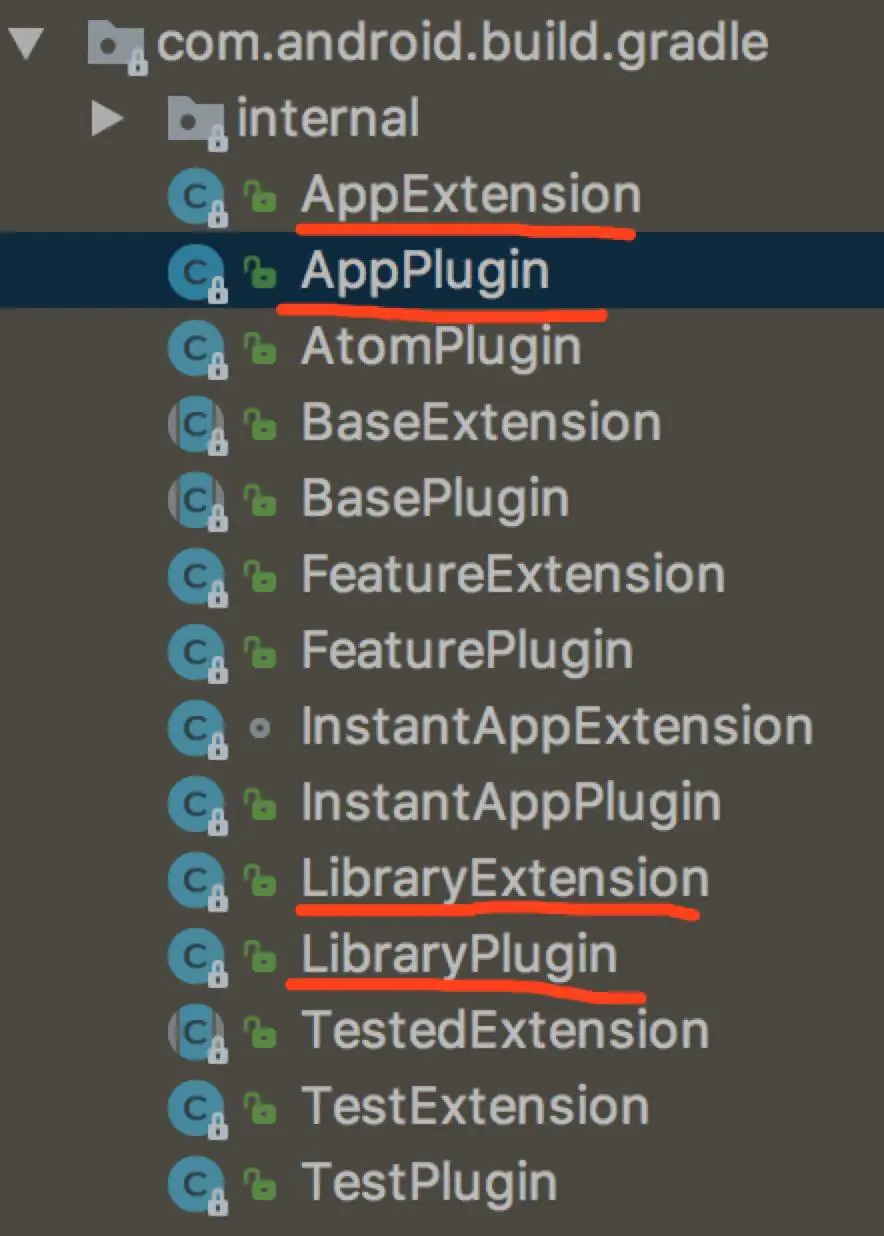 com.android.build.gradle
internal
AppExtension
AppPlugin
AtomPlugin
BaseExtension
BasePlugin
FeatureExtension
FeaturePlugin
InstantAppExtension
InstantAppPlugin
LibraryExtension
LibraryPlugin
TestedExtension
TestExtension
TestPlugin